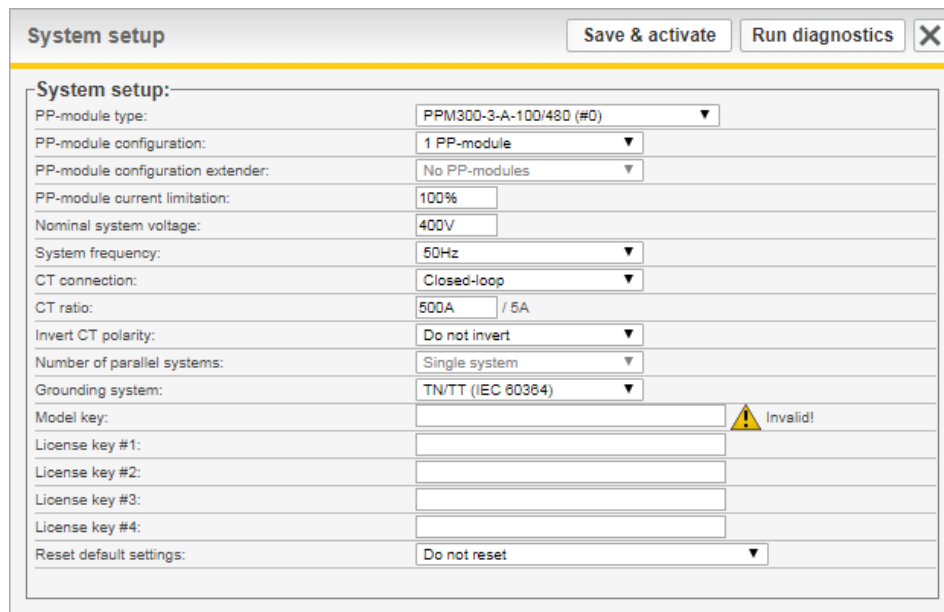 System setup Save & activate Run diagnostics
System setup:
PP-module type: PPM300-3-A-100/480 (#0)
PP-module configuration: 1 PP-module
PP-module configuration extender: No PP-modules
PP-module current limitation: 100%
Nominal system voltage: 400V
System frequency: 50Hz
CT connection: Closed-loop
CT ratio: 500A / 5A
Invert CT polarity: Do not invert
Number of parallel systems: Single system
Grounding system: TN/TT (IEC 60364)
Model key: Invalid!
License key #1:
License key #2:
License key #3:
License key #4:
Reset default settings: Do not reset